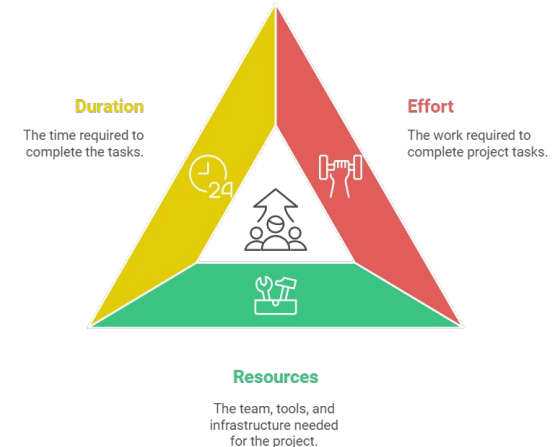 Duration
The time required to
complete the tasks.
Effort
The work required to
complete project tasks.
24
Resources
The team, tools, and
infrastructure needed
for the project.